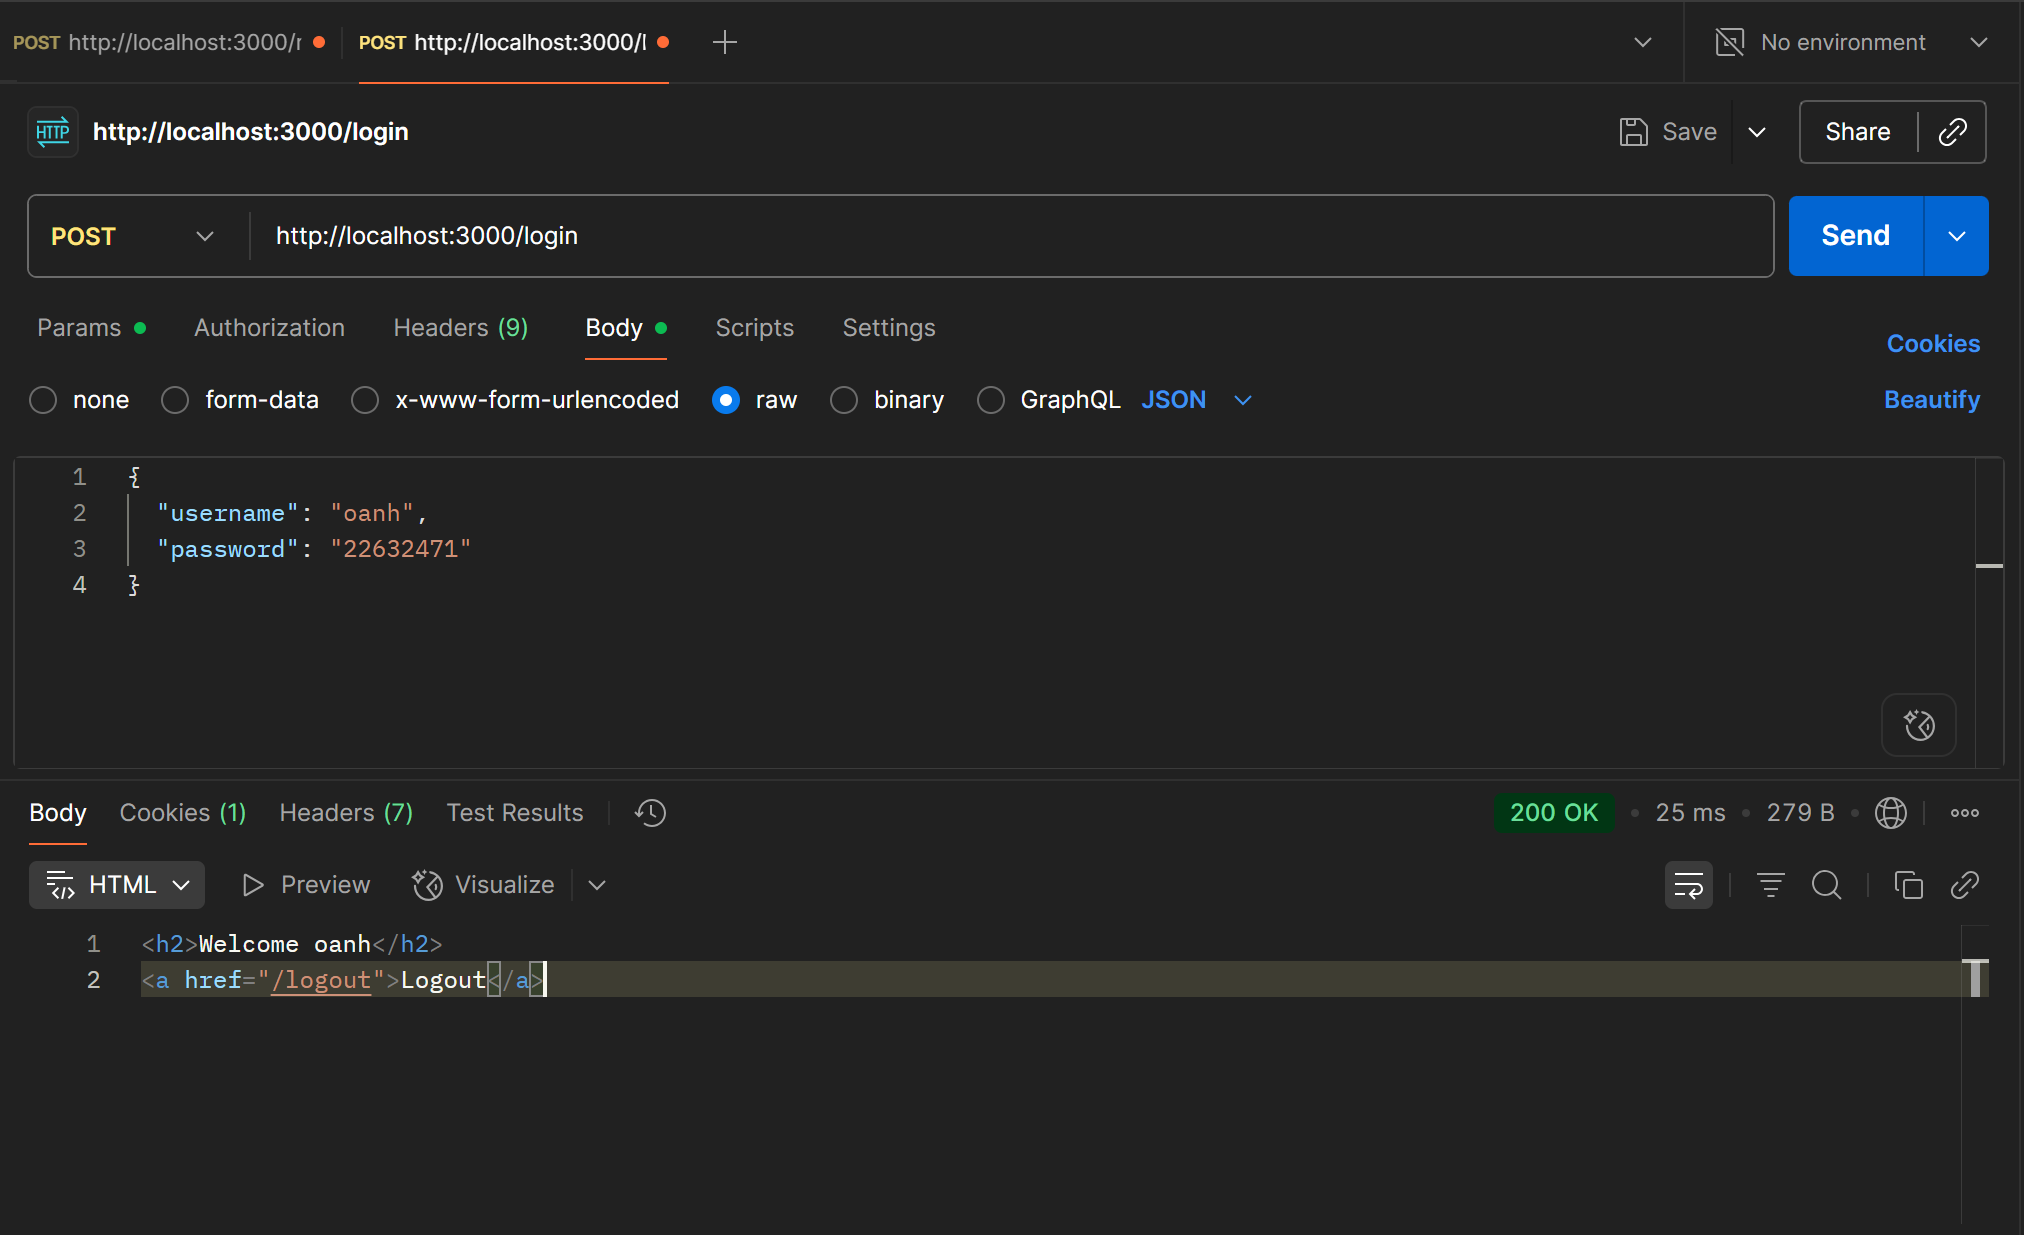 POST http://localhost:3000/r
POST http://localhost:3000/l
No environment
HTTP http://localhost:3000/login
Save
Share
POST
http://localhost:3000/login
Send
Params
Authorization
Headers (9)
Body
Scripts
Settings
Cookies
none
form-data
x-www-form-urlencoded
raw
binary
GraphQL
JSON
Beautify
1 {
2 "username": "oanh",
3 "password": "22632471"
4 }
Body
Cookies (1)
Headers (7)
Test Results
200 OK
25 ms
279 B
HTML
Preview
Visualize
1 <h2>Welcome oanh</h2>
2 <a href="/logout">Logout</a>